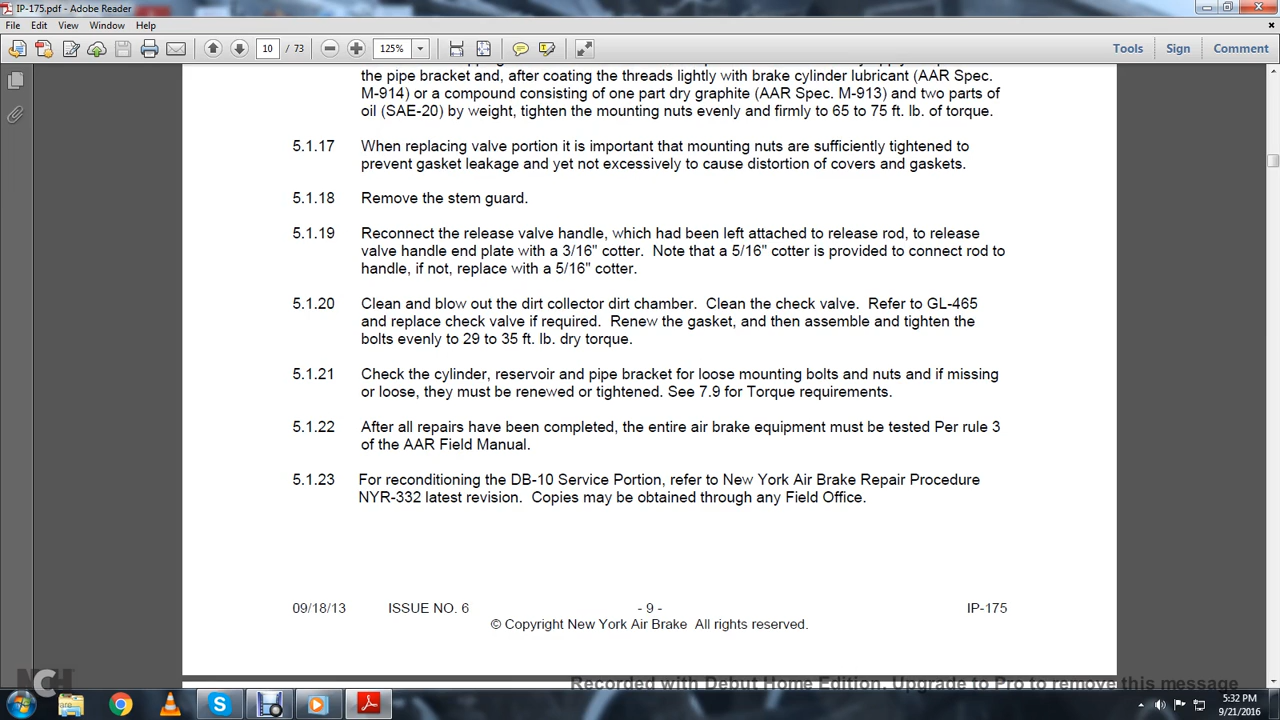 IP-175.pdf - Adobe Reader
File Edit View Window Help
10 / 73 125% Tools Sign Comment
the pipe bracket and, after coating the threads lightly with brake cylinder lubricant (AAR Spec.
M-914) or a compound consisting of one part dry graphite (AAR Spec. M-913) and two parts of
oil (SAE-20) by weight, tighten the mounting nuts evenly and firmly to 65 to 75 ft. lb. of torque.
5.1.17 When replacing valve portion it is important that mounting nuts are sufficiently tightened to
prevent gasket leakage and yet not excessively to cause distortion of covers and gaskets.
5.1.18 Remove the stem guard.
5.1.19 Reconnect the release valve handle, which had been left attached to release rod, to release
valve handle end plate with a 3/16" cotter. Note that a 5/16" cotter is provided to connect rod to
handle, if not, replace with a 5/16" cotter.
5.1.20 Clean and blow out the dirt collector dirt chamber. Clean the check valve. Refer to GL-465
and replace check valve if required. Renew the gasket, and then assemble and tighten the
bolts evenly to 29 to 35 ft. lb. dry torque.
5.1.21 Check the cylinder, reservoir and pipe bracket for loose mounting bolts and nuts and if missing
or loose, they must be renewed or tightened. See 7.9 for Torque requirements.
5.1.22 After all repairs have been completed, the entire air brake equipment must be tested Per rule 3
of the AAR Field Manual.
5.1.23 For reconditioning the DB-10 Service Portion, refer to New York Air Brake Repair Procedure
NYR-332 latest revision. Copies may be obtained through any Field Office.
09/18/13 ISSUE NO. 6 - 9 - IP-175
© Copyright New York Air Brake All rights reserved.
Recorded with Debut Home Edition. Upgrade to Pro to remove this message
5:32 PM
9/21/2016